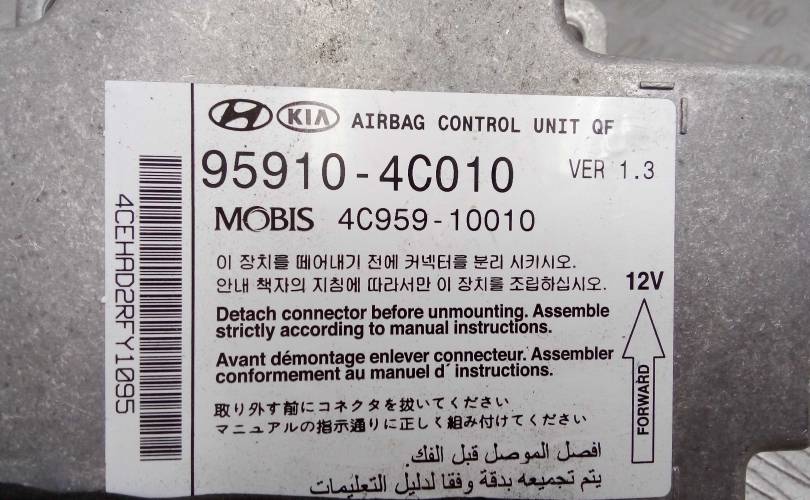 HYUNDAI KIA AIRBAG CONTROL UNIT QF
95910-4C010 VER 1.3
MOBIS 4C959-10010
이 장치를 떼어내기 전에 커넥터를 분리 시키시오.
안내 책자의 지침에 따라서만 이 장치를 조립하십시오. 12V
Detach connector before unmounting. Assemble
strictly according to manual instructions.
Avant démontage enlever connecteur. Assembler
conformement au manuel d´ instructions.
FORWARD
取り外す前にコネクタを抜いてください
マニュアルの指示通りに正しく組み付けてください
افصل الموصل قبل الفك.
يتم تجميعه بدقة وفقا لدليل التعليمات
4CEHAD2RFY1095